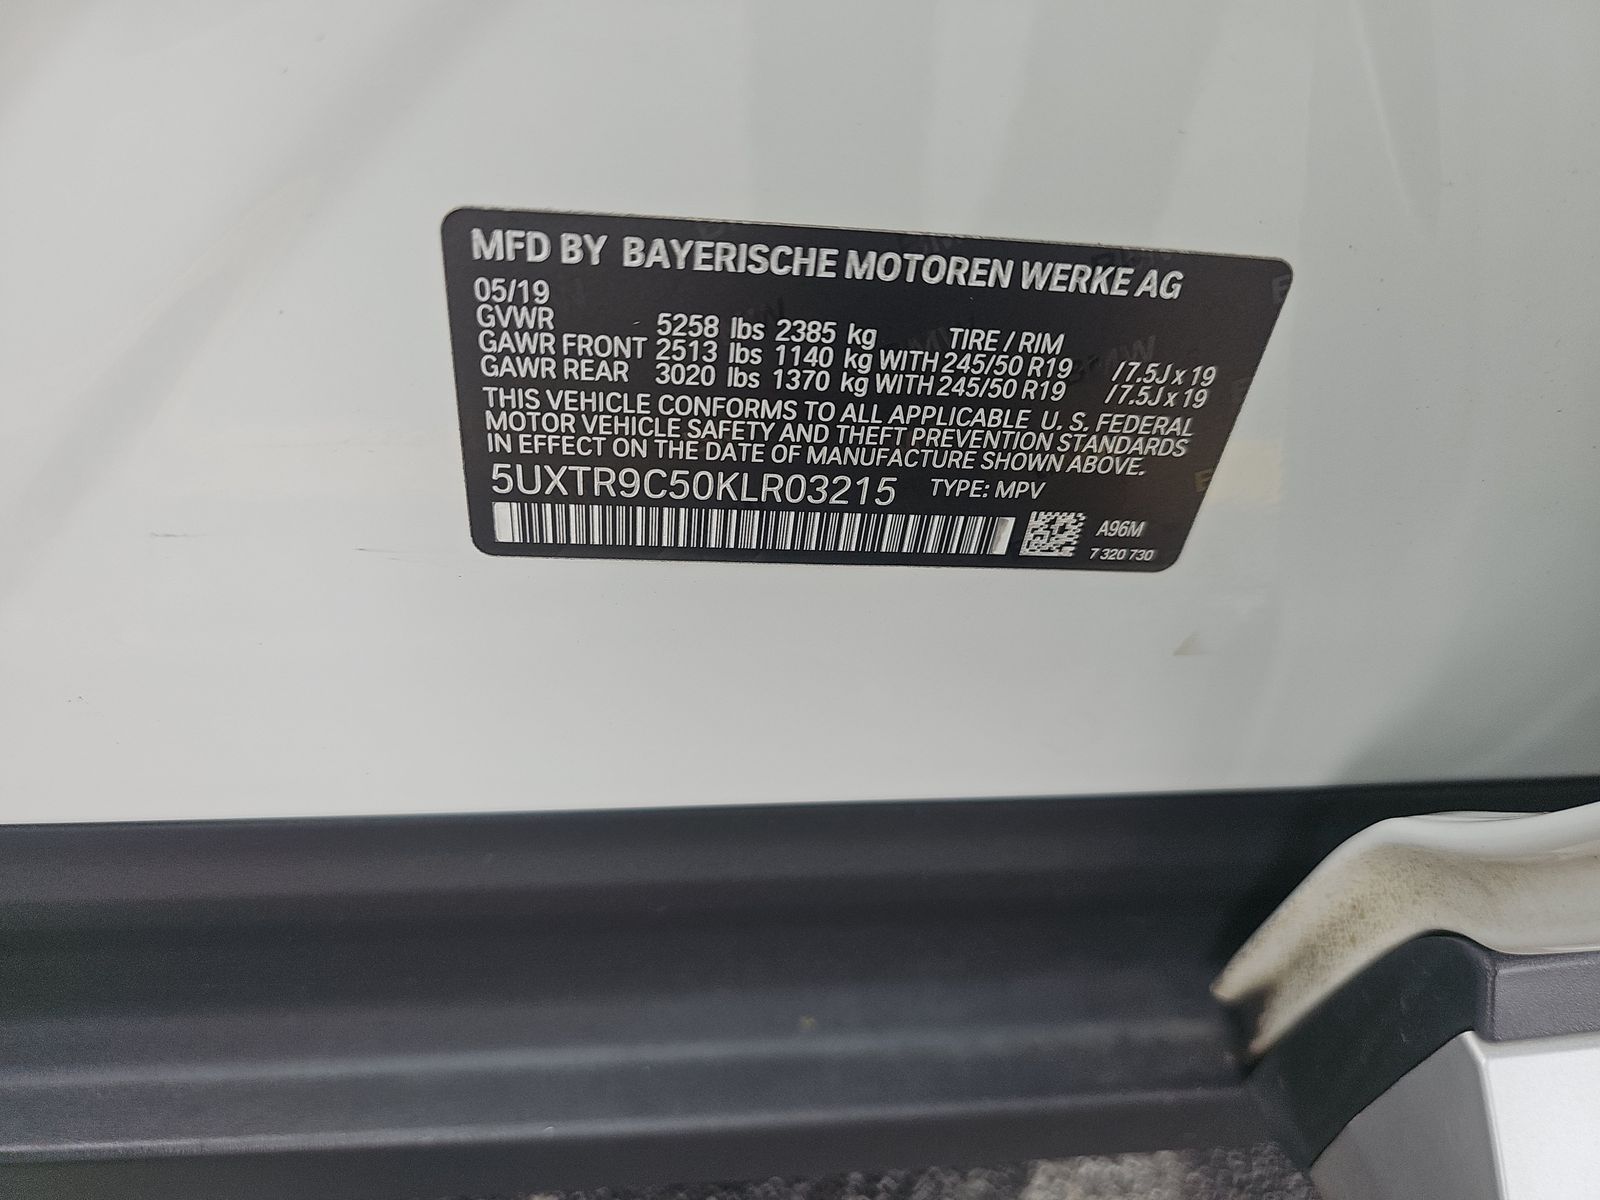 MFD BY BAYERISCHE MOTOREN WERKE AG
05/19
GVWR 5258 lbs 2385 kg TIRE / RIM
GAWR FRONT 2513 lbs 1140 kg WITH 245/50 R19 /7.5J x 19
GAWR REAR 3020 lbs 1370 kg WITH 245/50 R19 /7.5J x 19
THIS VEHICLE CONFORMS TO ALL APPLICABLE U. S. FEDERAL
MOTOR VEHICLE SAFETY AND THEFT PREVENTION STANDARDS
IN EFFECT ON THE DATE OF MANUFACTURE SHOWN ABOVE.
5UXTR9C50KLR03215 TYPE: MPV
A96M
7 320 730